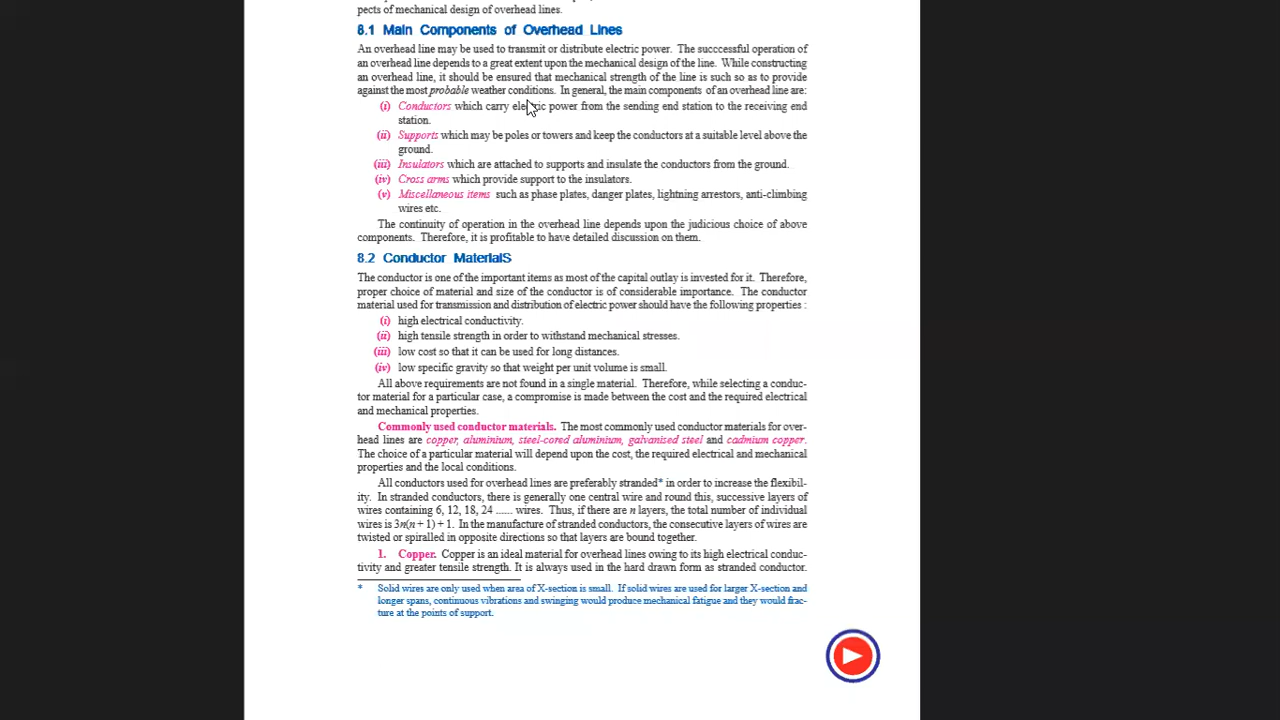 pects of mechanical design of overhead lines.
8.1 Main Components of Overhead Lines
An overhead line may be used to transmit or distribute electric power. The succcessful operation of
an overhead line depends to a great extent upon the mechanical design of the line. While constructing
an overhead line, it should be ensured that mechanical strength of the line is such so as to provide
against the most probable weather conditions. In general, the main components of an overhead line are:
(i) Conductors which carry electric power from the sending end station to the receiving end
station.
(ii) Supports which may be poles or towers and keep the conductors at a suitable level above the
ground.
(iii) Insulators which are attached to supports and insulate the conductors from the ground.
(iv) Cross arms which provide support to the insulators.
(v) Miscellaneous items such as phase plates, danger plates, lightning arrestors, anti-climbing
wires etc.
The continuity of operation in the overhead line depends upon the judicious choice of above
components. Therefore, it is profitable to have detailed discussion on them.
8.2 Conductor MaterialS
The conductor is one of the important items as most of the capital outlay is invested for it. Therefore,
proper choice of material and size of the conductor is of considerable importance. The conductor
material used for transmission and distribution of electric power should have the following properties :
(i) high electrical conductivity.
(ii) high tensile strength in order to withstand mechanical stresses.
(iii) low cost so that it can be used for long distances.
(iv) low specific gravity so that weight per unit volume is small.
All above requirements are not found in a single material. Therefore, while selecting a conduc-
tor material for a particular case, a compromise is made between the cost and the required electrical
and mechanical properties.
Commonly used conductor materials. The most commonly used conductor materials for over-
head lines are copper, aluminium, steel-cored aluminium, galvanised steel and cadmium copper.
The choice of a particular material will depend upon the cost, the required electrical and mechanical
properties and the local conditions.
All conductors used for overhead lines are preferably stranded* in order to increase the flexibil-
ity. In stranded conductors, there is generally one central wire and round this, successive layers of
wires containing 6, 12, 18, 24 ...... wires. Thus, if there are n layers, the total number of individual
wires is 3n(n + 1) + 1. In the manufacture of stranded conductors, the consecutive layers of wires are
twisted or spiralled in opposite directions so that layers are bound together.
1. Copper. Copper is an ideal material for overhead lines owing to its high electrical conduc-
tivity and greater tensile strength. It is always used in the hard drawn form as stranded conductor.
* Solid wires are only used when area of X-section is small. If solid wires are used for larger X-section and
longer spans, continuous vibrations and swinging would produce mechanical fatigue and they would frac-
ture at the points of support.